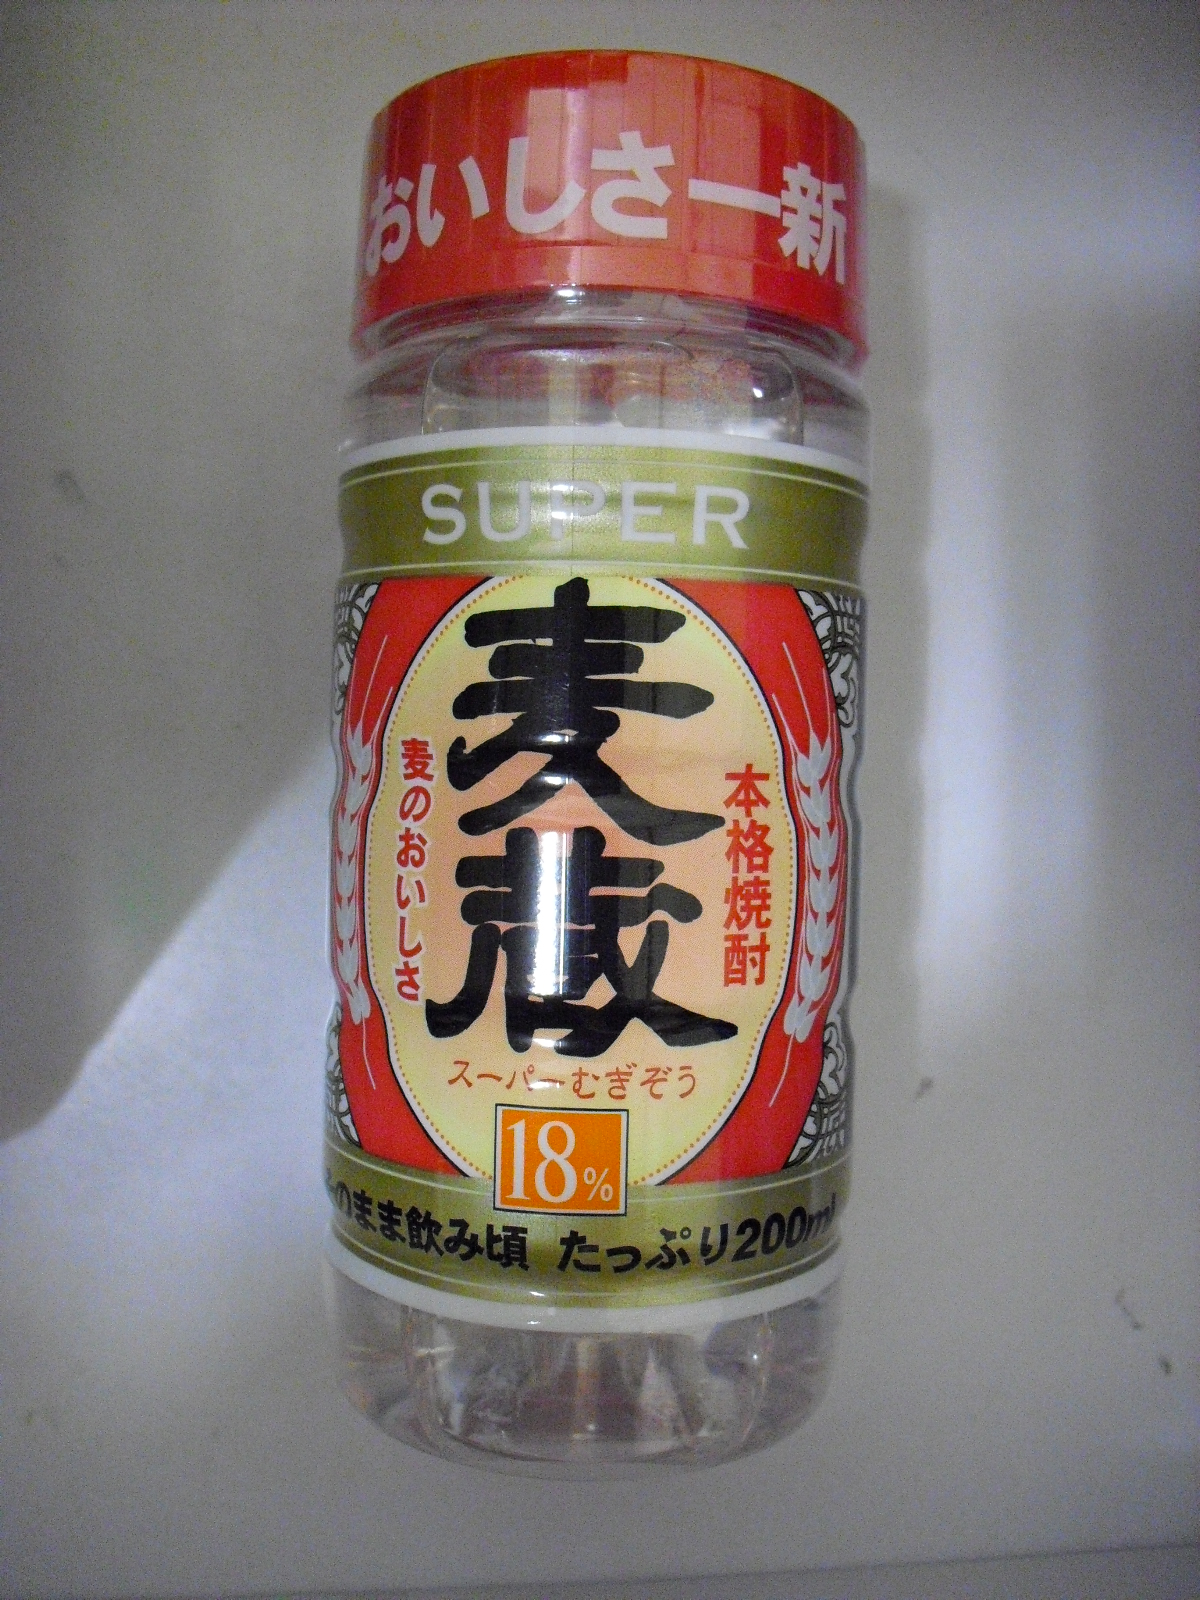 おいしさ一新
SUPER
麦蔵
本格焼酎
麦のおいしさ
スーパーむぎぞう
18%
そのまま飲み頃 たっぷり200ml